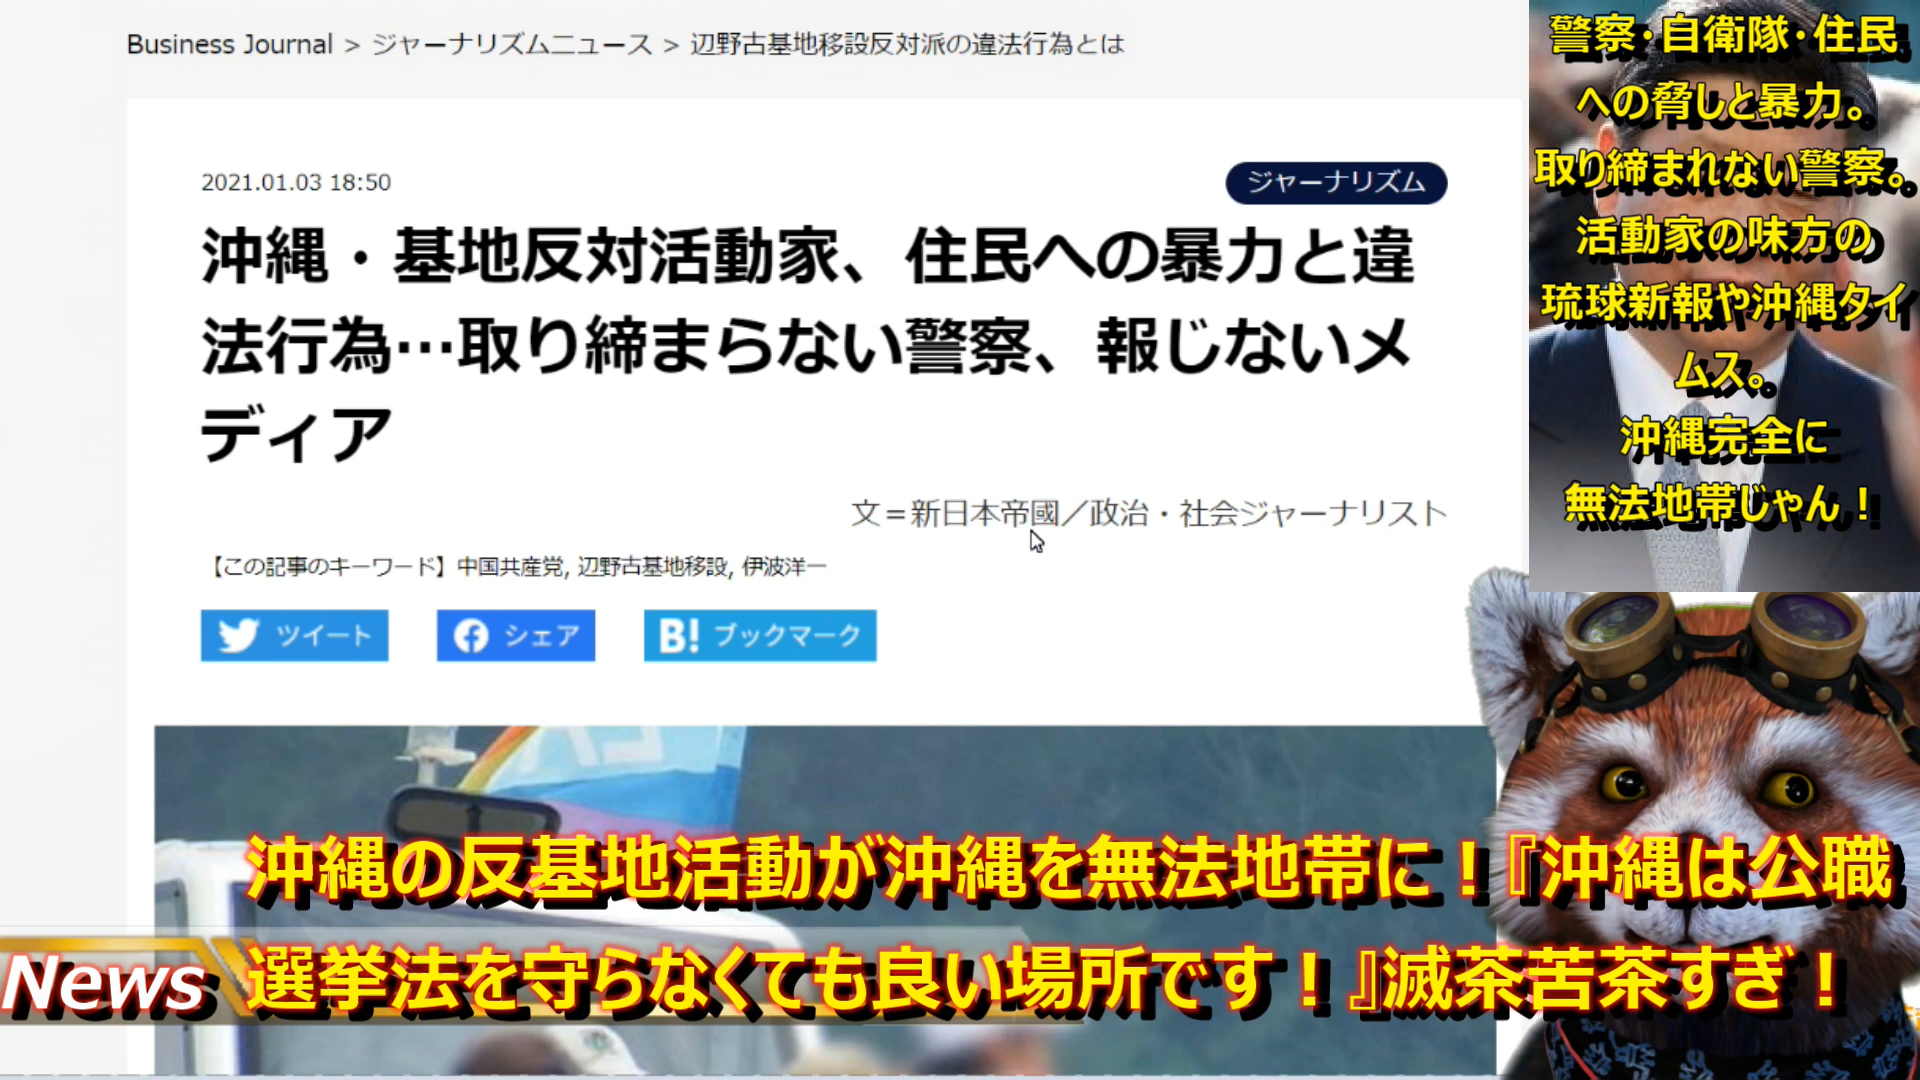 Business Journal > ジャーナリズムニュース > 辺野古基地移設反対派の違法行為とは
2021.01.03 18:50
ジャーナリズム
沖縄・基地反対活動家、住民への暴力と違
法行為…取り締まらない警察、報じないメ
ディア
文＝新日本帝國／政治・社会ジャーナリスト
【この記事のキーワード】中国共産党, 辺野古基地移設, 伊波洋一
ツイート
シェア
B! ブックマーク
警察・自衛隊・住民
への脅しと暴力。
取り締まれない警察。
活動家の味方の
琉球新報や沖縄タイ
ムス。
沖縄完全に
無法地帯じゃん！
沖縄の反基地活動が沖縄を無法地帯に！『沖縄は公職
選挙法を守らなくても良い場所です！』滅茶苦茶すぎ！
News